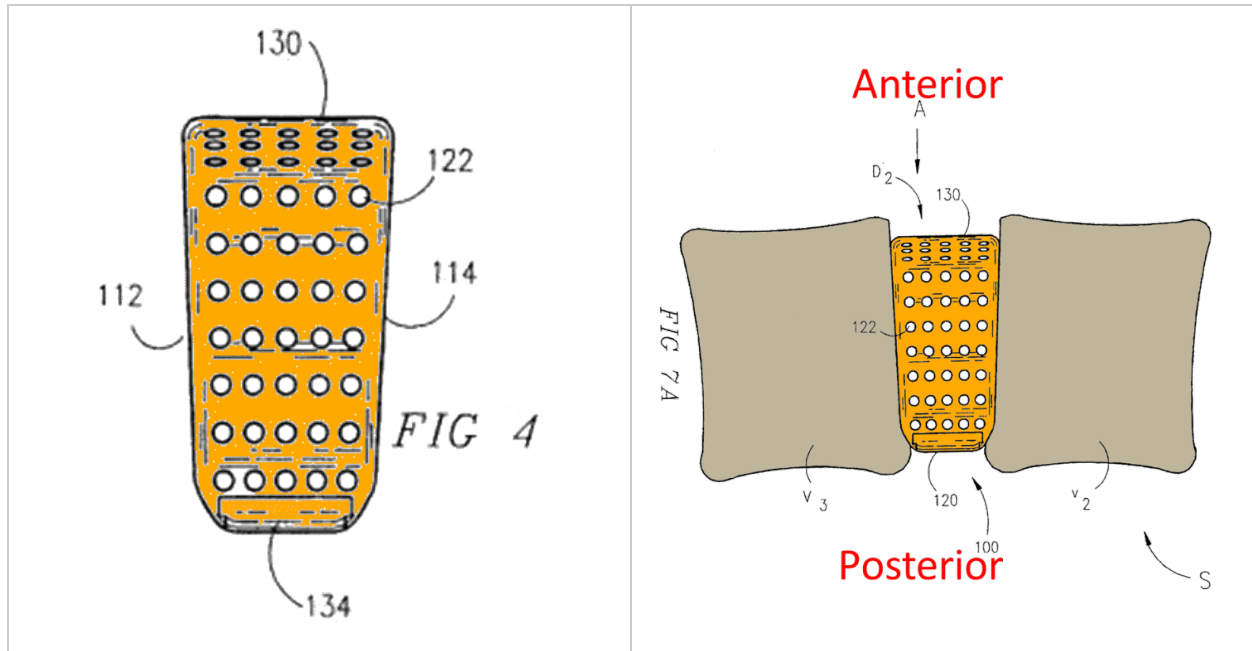 130
122
112
114
FIG 4
134
Anterior
A
D2
130
122
FIG 7A
V3
120
V2
100
Posterior
S